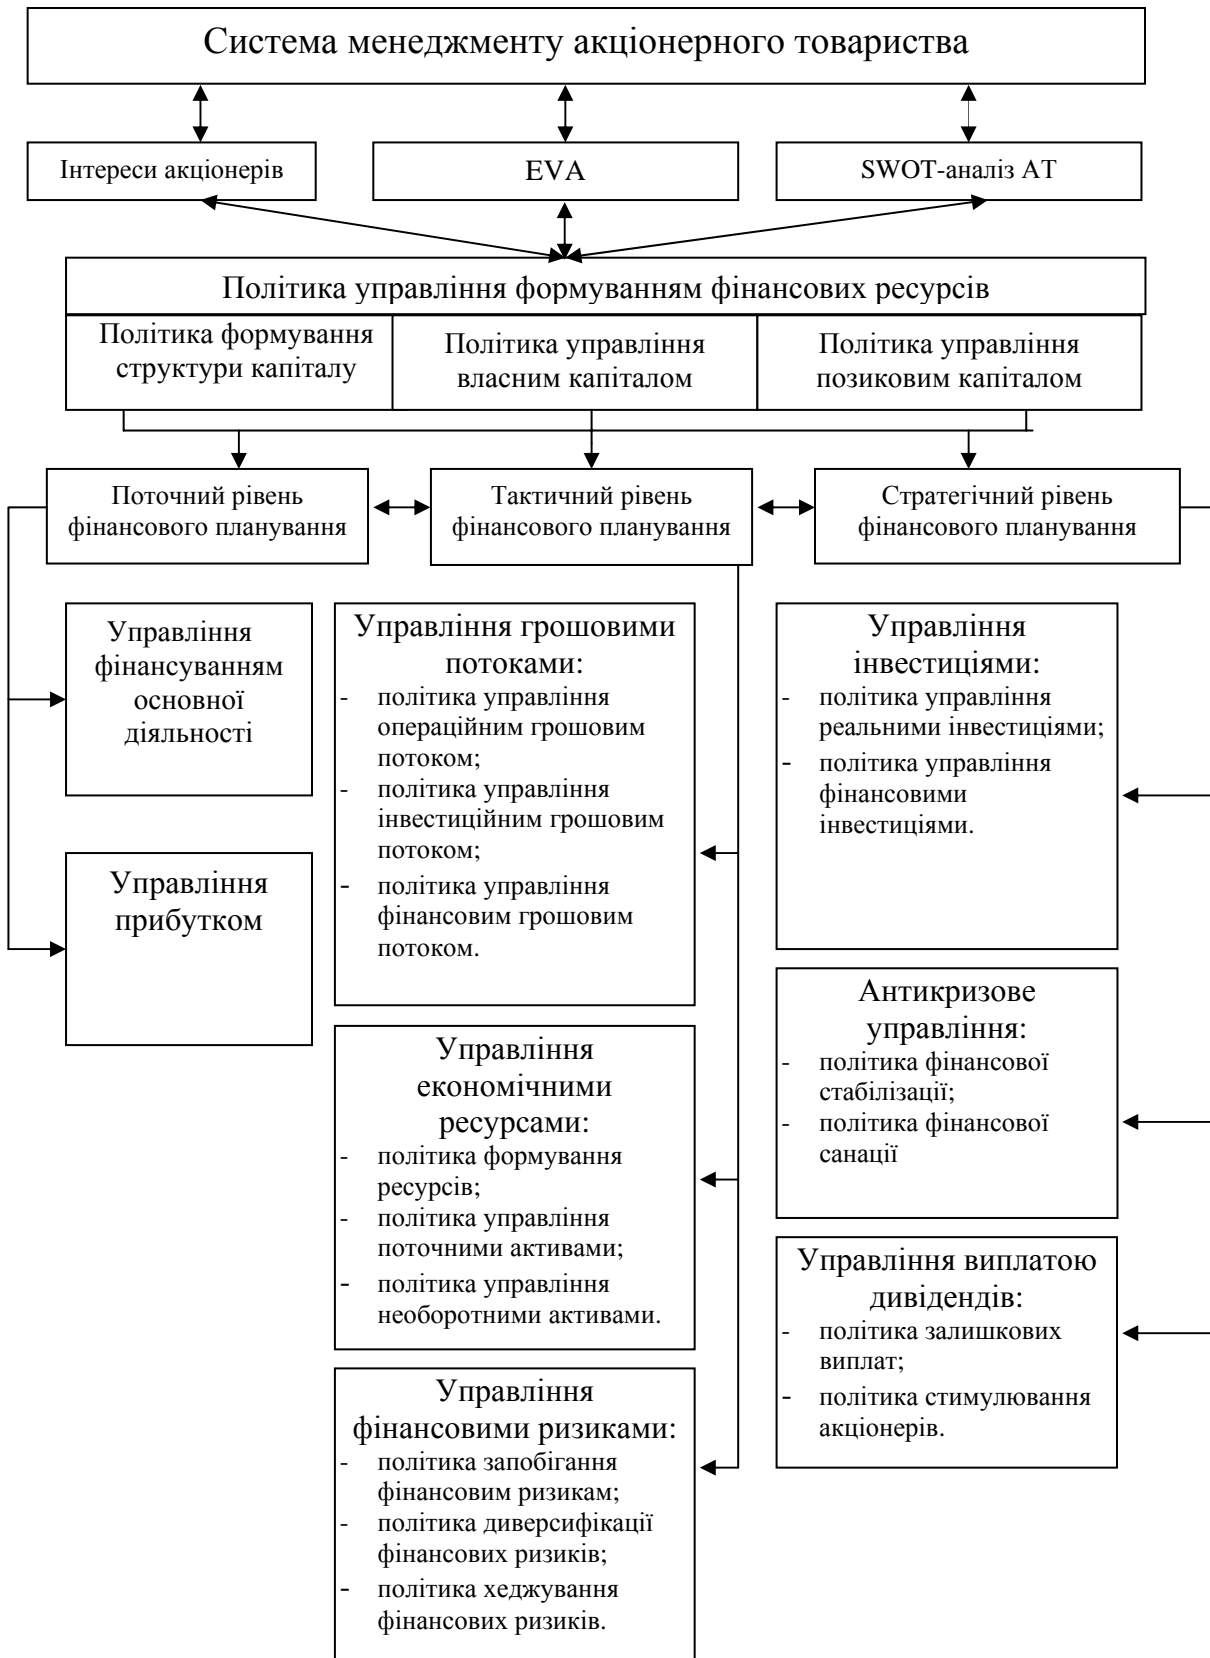 Система менеджменту акціонерного товариства
Інтереси акціонерів
EVA
SWOT-аналіз АТ
Політика управління формуванням фінансових ресурсів
Політика формування
структури капіталу
Політика управління
власним капіталом
Політика управління
позиковим капіталом
Поточний рівень
фінансового планування
Тактичний рівень
фінансового планування
Стратегічний рівень
фінансового планування
Управління
фінансуванням
основної
діяльності
Управління
прибутком
Управління грошовими
потоками:
- політика управління
операційним грошовим
потоком;
- політика управління
інвестиційним грошовим
потоком;
- політика управління
фінансовим грошовим
потоком.
Управління
економічними
ресурсами:
- політика формування
ресурсів;
- політика управління
поточними активами;
- політика управління
необоротними активами.
Управління
фінансовими ризиками:
- політика запобігання
фінансовим ризикам;
- політика диверсифікації
фінансових ризиків;
- політика хеджування
фінансових ризиків.
Управління
інвестиціями:
- політика управління
реальними інвестиціями;
- політика управління
фінансовими
інвестиціями.
Антикризове
управління:
- політика фінансової
стабілізації;
- політика фінансової
санації
Управління виплатою
дивідендів:
- політика залишкових
виплат;
- політика стимулювання
акціонерів.